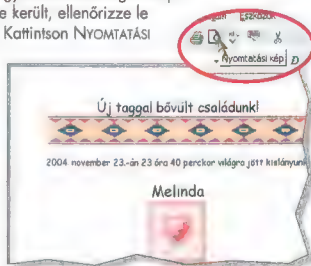 e került, ellenőrizze le
Kattintson NYOMTATÁSI
Eszközök
Nyomtatási kép D
Új taggal bővült családunk!
2004 november 23.-án 23 óra 40 perckor világra jött kislányun
Melinda